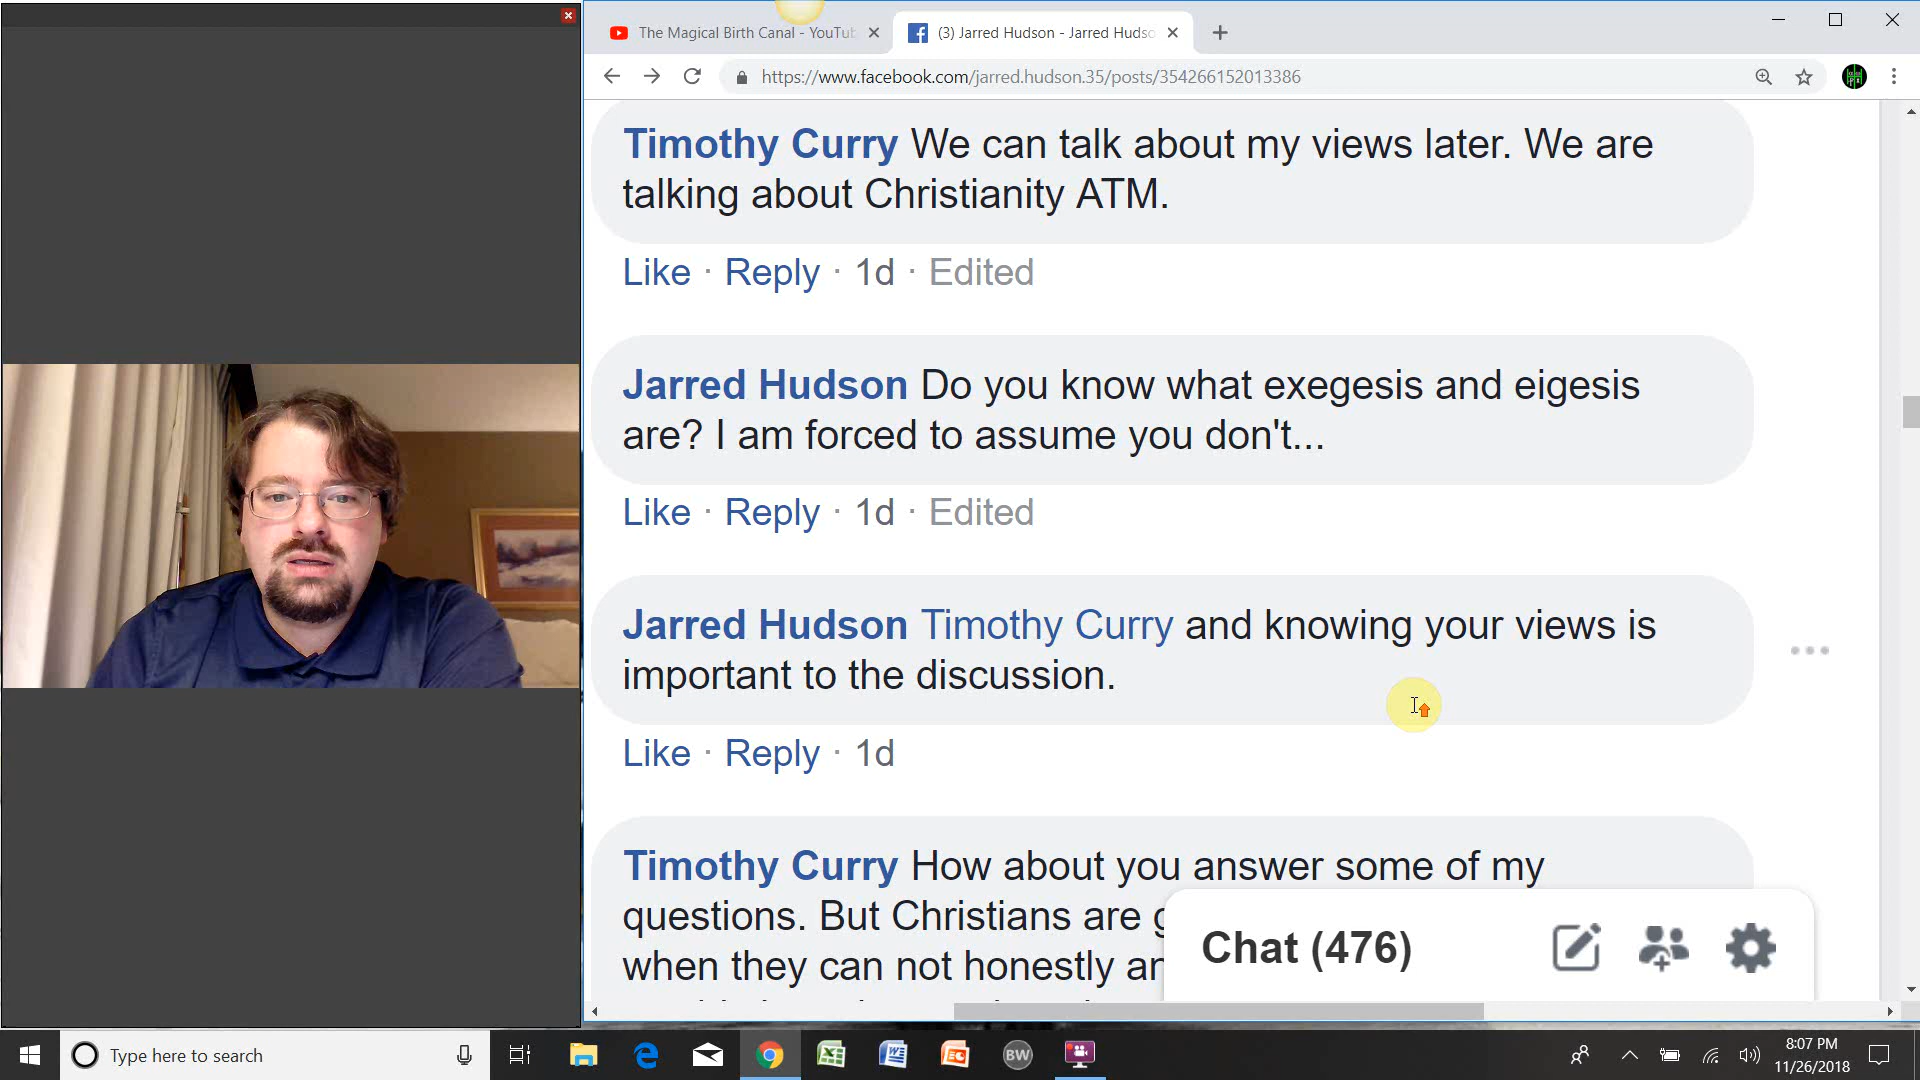 The Magical Birth Canal - YouTub
(3) Jarred Hudson - Jarred Hudso
https://www.facebook.com/jarred.hudson.35/posts/354266152013386
Timothy Curry We can talk about my views later. We are
talking about Christianity ATM.
Like · Reply · 1d · Edited
Jarred Hudson Do you know what exegesis and eigesis
are? I am forced to assume you don't...
Like · Reply · 1d · Edited
Jarred Hudson Timothy Curry and knowing your views is
important to the discussion.
Like · Reply · 1d
Timothy Curry How about you answer some of my
questions. But Christians are
when they can not honestly
Chat (476)
Type here to search
BW
8:07 PM
11/26/2018